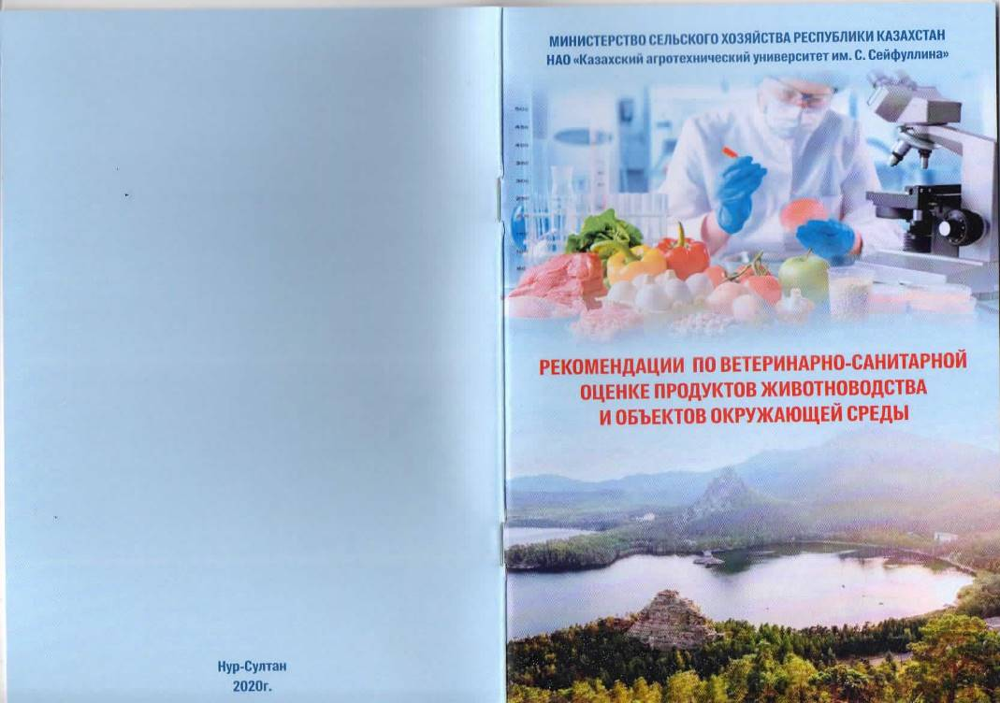 МИНИСТЕРСТВО СЕЛЬСКОГО ХОЗЯЙСТВА РЕСПУБЛИКИ КАЗАХСТАН
НАО «Казахский агротехнический университет им. С. Сейфуллина»
РЕКОМЕНДАЦИИ ПО ВЕТЕРИНАРНО-САНИТАРНОЙ
ОЦЕНКЕ ПРОДУКТОВ ЖИВОТНОВОДСТВА
И ОБЪЕКТОВ ОКРУЖАЮЩЕЙ СРЕДЫ
Нур-Султан
2020г.